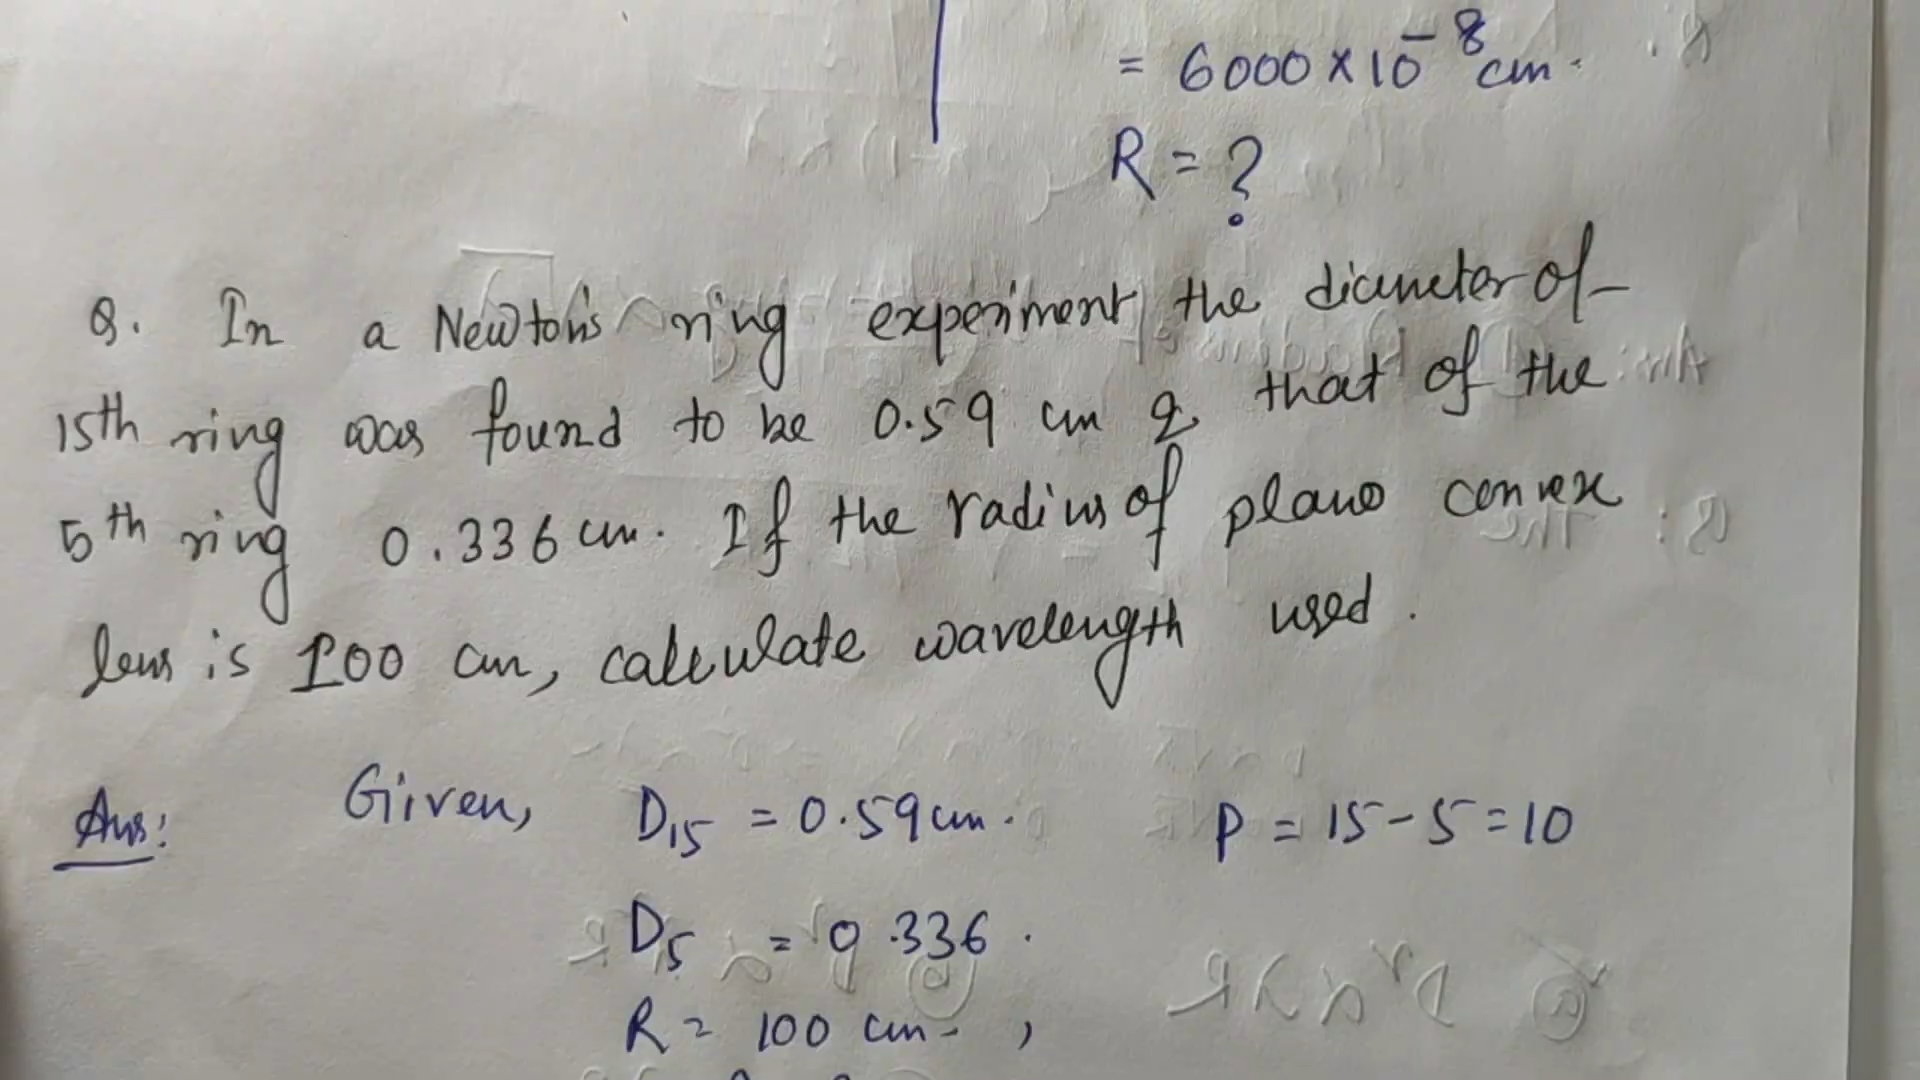 = 6000 × 10⁻⁸ cm.
R = ?
Q. In a Newton's ring experiment, the diameter of
15th ring was found to be 0.59 cm & that of the
5th ring 0.336 cm. If the radius of plano convex
lens is 100 cm, calculate wavelength used.
Ans: Given, D₁₅ = 0.59 cm. P = 15 - 5 = 10
D₅ = 0.336.
R = 100 cm,